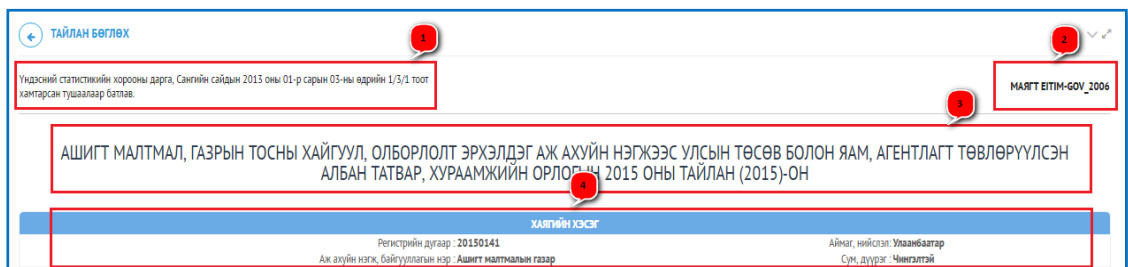 ТАЙЛАН БӨГЛӨХ
1
2
Үндэсний статистикийн хорооны дарга, Сангийн сайдын 2013 оны 01-р сарын 03-ны өдрийн 1/3/1 тоот
хамтарсан тушаалаар батлав.
МАЯГТ EITIM-GOV_2006
3
АШИГТ МАЛТМАЛ, ГАЗРЫН ТОСНЫ ХАЙГУУЛ, ОЛБОРЛОЛТ ЭРХЭЛДЭГ АЖ АХУЙН НЭГЖЭЭС УЛСЫН ТӨСӨВ БОЛОН ЯАМ, АГЕНТЛАГТ ТӨВЛӨРҮҮЛСЭН
АЛБАН ТАТВАР, ХУРААМЖИЙН ОРЛОГЫН 2015 ОНЫ ТАЙЛАН (2015)-ОН
4
ХАЯГИЙН ХЭСЭГ
Регистрийн дугаар : 20150141 Аймаг, нийслэл: Улаанбаатар
Аж ахуйн нэгж, байгууллагын нэр : Ашигт малтмалын газар Сум, дүүрэг : Чингэлтэй